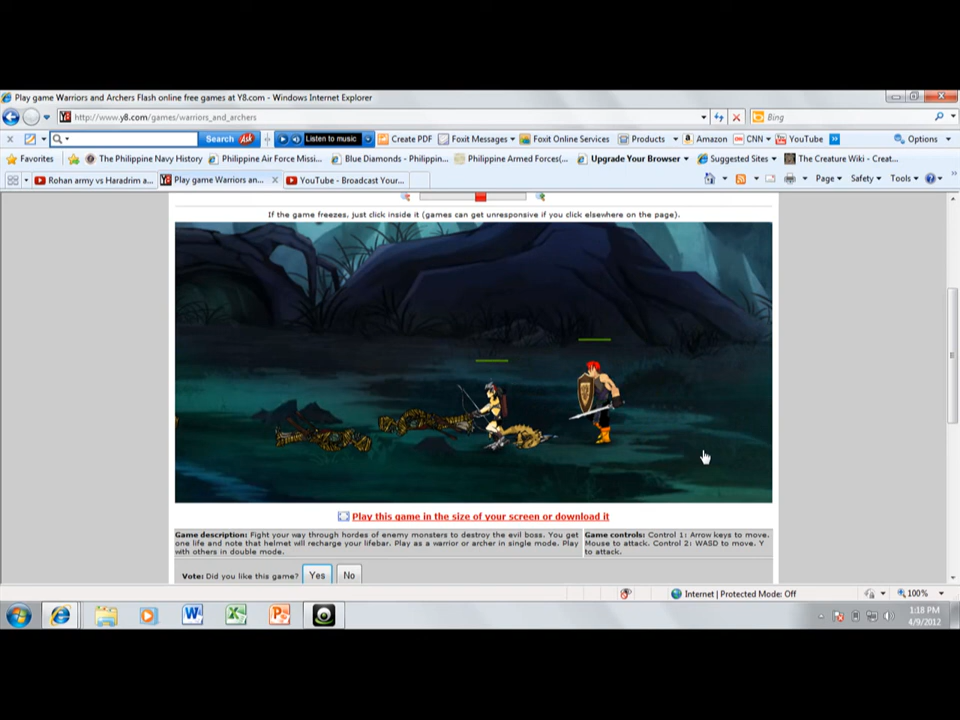 Play game Warriors and Archers Flash online free games at Y8.com - Windows Internet Explorer
http://www.y8.com/games/warriors_and_archers
Bing
Search Ask Listen to music Create PDF Foxit Messages Foxit Online Services Products Amazon CNN YouTube Options
Favorites The Philippine Navy History Philippine Air Force Missi... Blue Diamonds - Philippin... Philippine Armed Forces(... Upgrade Your Browser Suggested Sites The Creature Wiki - Creat...
Rohan army vs Haradrim a... Play game Warriors an... YouTube - Broadcast Your... Page Safety Tools
If the game freezes, just click inside it (games can get unresponsive if you click elsewhere on the page).
Play this game in the size of your screen or download it
Game description: Fight your way through hordes of enemy monsters to destroy the evil boss. You get
one life and note that helmet will recharge your lifebar. Play as a warrior or archer in single mode. Play
with others in double mode.
Game controls: Control 1: Arrow keys to move.
Mouse to attack. Control 2: WASD to move. Y
to attack.
Vote: Did you like this game? Yes No
Internet | Protected Mode: Off 100%
1:18 PM
4/9/2012